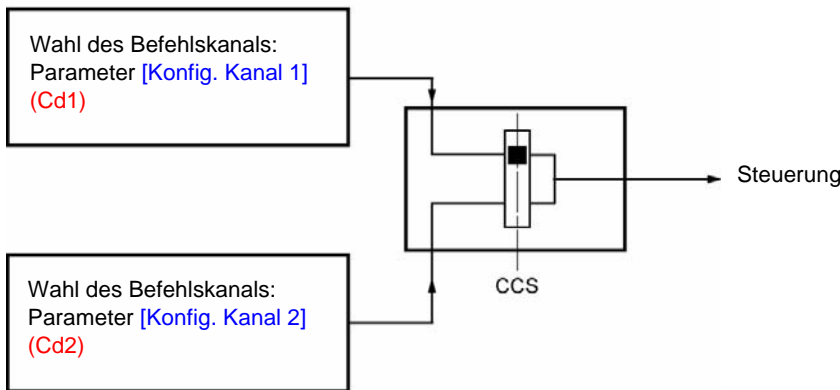 Wahl des Befehlskanals:
Parameter [Konfig. Kanal 1]
(Cd1)
Steuerung
CCS
Wahl des Befehlskanals:
Parameter [Konfig. Kanal 2]
(Cd2)